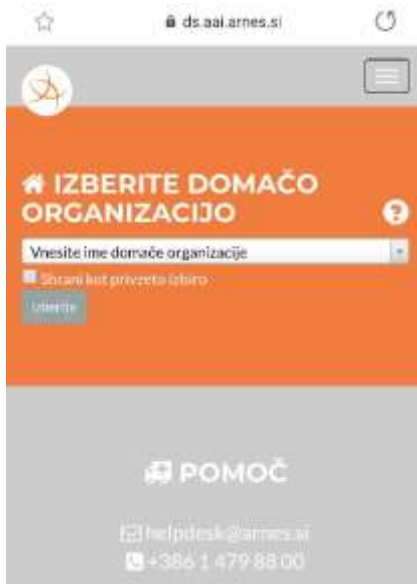 ds.aai.arnes.si
IZBERITE DOMAČO
ORGANIZACIJO
Vnesite ime domače organizacije
Shrani kot privzeto izbiro
Izberite
POMOČ
helpdesk@arnes.si
+386 1 479 88 00